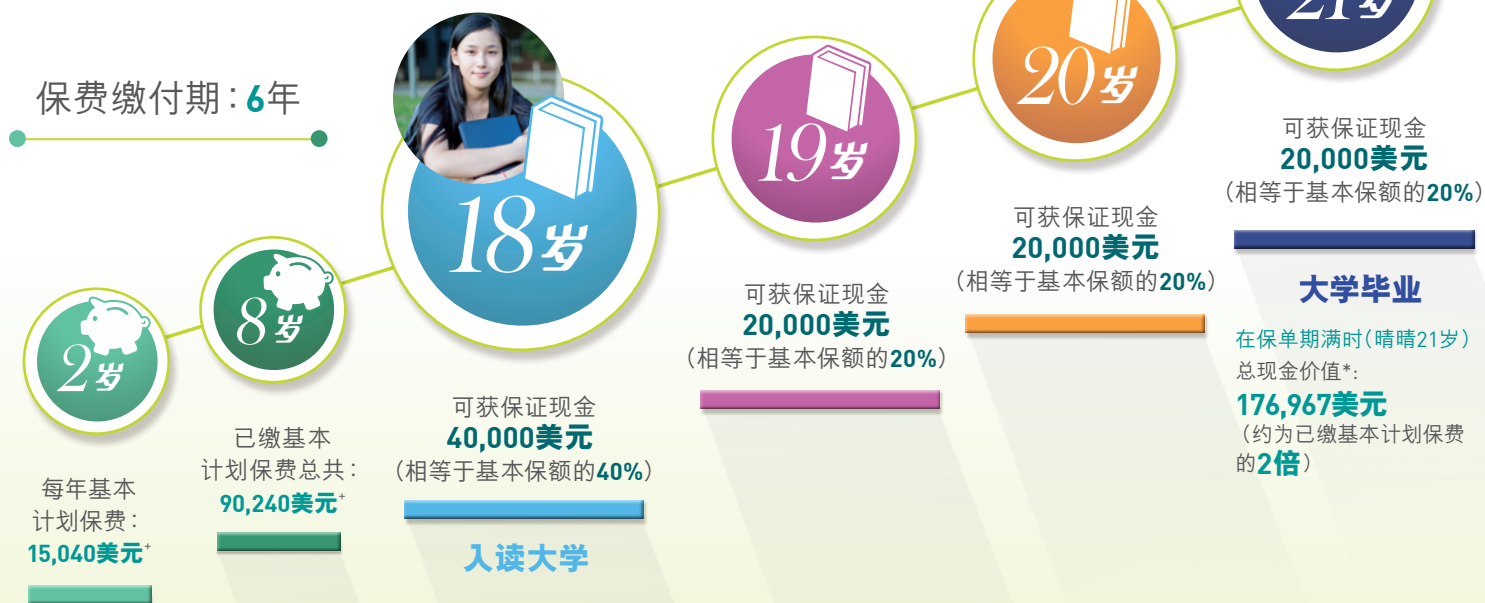 保费缴付期：6年
2岁
每年基本
计划保费：
15,040美元+
8岁
已缴基本
计划保费总共：
90,240美元+
18岁
可获保证现金
40,000美元
（相等于基本保额的40%）
入读大学
19岁
可获保证现金
20,000美元
（相等于基本保额的20%）
20岁
可获保证现金
20,000美元
（相等于基本保额的20%）
21岁
可获保证现金
20,000美元
（相等于基本保额的20%）
大学毕业
在保单期满时（晴晴21岁）
总现金价值*:
176,967美元
（约为已缴基本计划保费
的2倍）